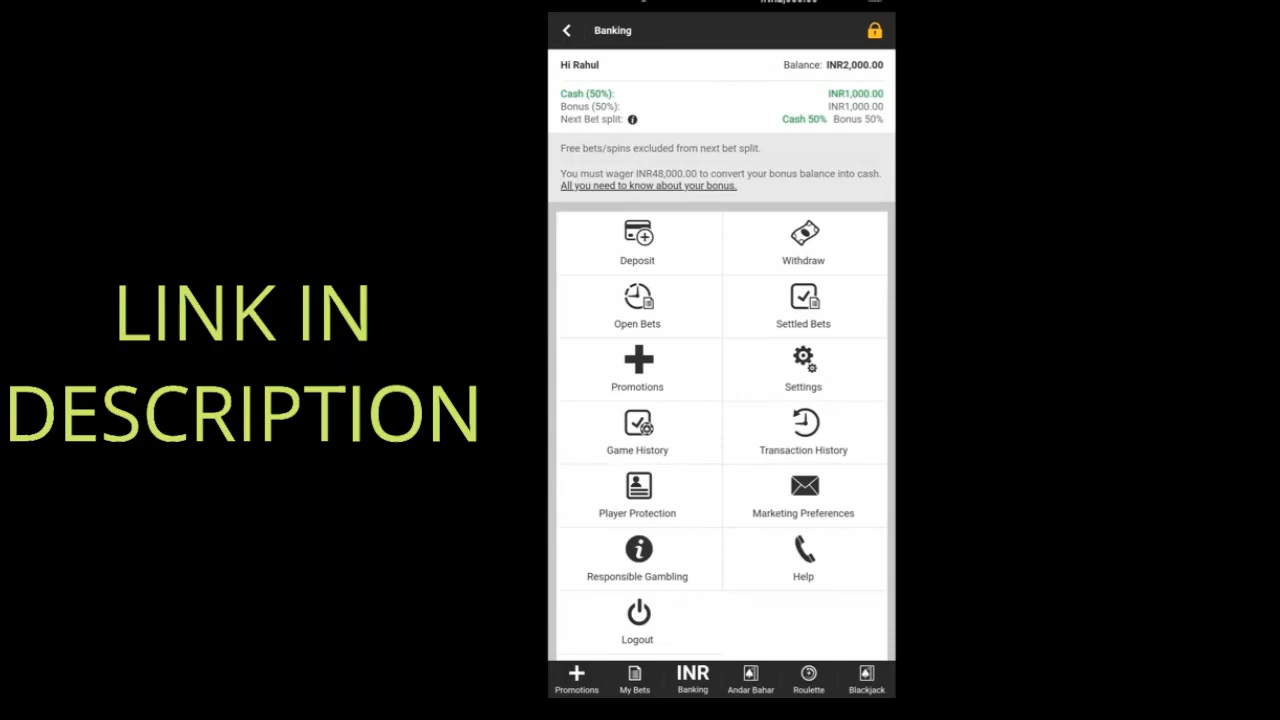 Banking
Hi Rahul
Balance: INR2,000.00
Cash (50%):
INR1,000.00
Bonus (50%):
INR1,000.00
Next Bet split:
Cash 50% Bonus 50%
Free bets/spins excluded from next bet split.
You must wager INR48,000.00 to convert your bonus balance into cash.
All you need to know about your bonus.
LINK IN
DESCRIPTION
Deposit
Withdraw
Open Bets
Settled Bets
Promotions
Settings
Game History
Transaction History
Player Protection
Marketing Preferences
Responsible Gambling
Help
Logout
Promotions
My Bets
INR
Banking
Andar Bahar
Roulette
Blackjack